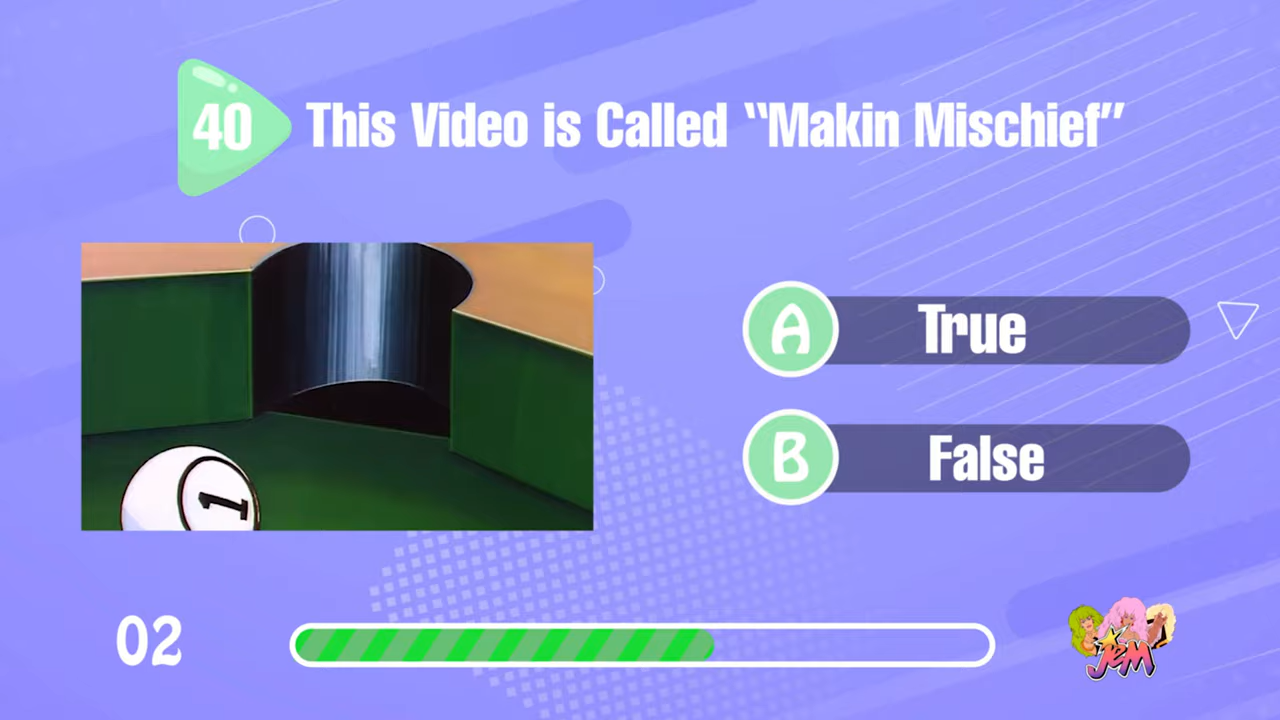 40
This Video is Called “Makin Mischief”
1
A True
B False
02
JEM